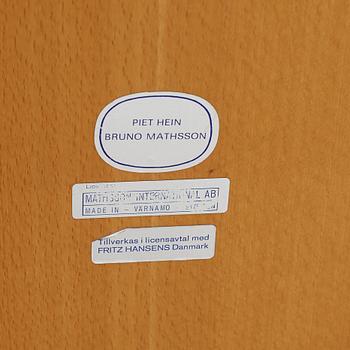 PIET HEIN
BRUNO MATHSSON
MATHSSON INTERNATIONAL AB
MADE IN - VÄRNAMO -
Tillverkas i licensavtal med
FRITZ HANSENS Danmark